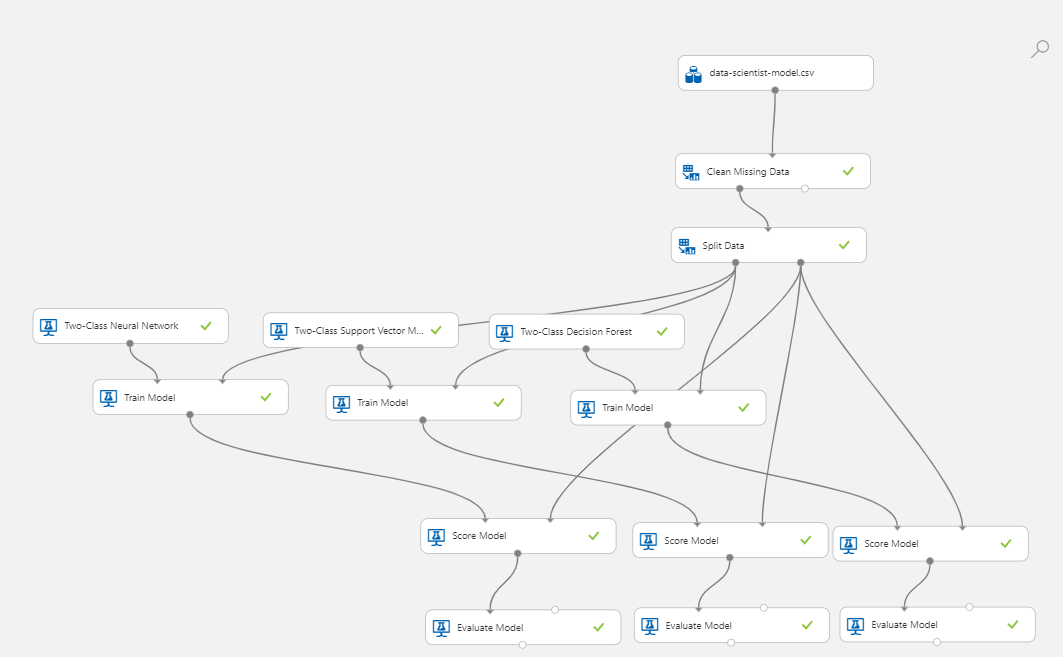 data-scientist-model.csv
Clean Missing Data
Split Data
Two-Class Neural Network
Two-Class Support Vector M...
Two-Class Decision Forest
Train Model
Train Model
Train Model
Score Model
Score Model
Score Model
Evaluate Model
Evaluate Model
Evaluate Model